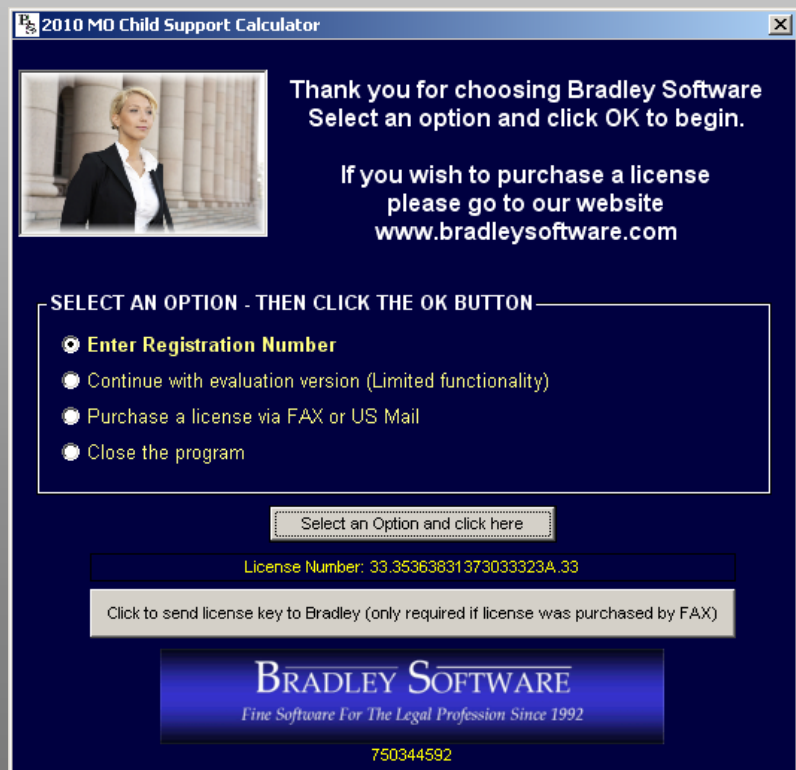 2010 MO Child Support Calculator
Thank you for choosing Bradley Software
Select an option and click OK to begin.
If you wish to purchase a license
please go to our website
www.bradleysoftware.com
SELECT AN OPTION - THEN CLICK THE OK BUTTON
Enter Registration Number
Continue with evaluation version (Limited functionality)
Purchase a license via FAX or US Mail
Close the program
Select an Option and click here
License Number: 33.35363831373033323A.33
Click to send license key to Bradley (only required if license was purchased by FAX)
BRADLEY SOFTWARE
Fine Software For The Legal Profession Since 1992
750344592